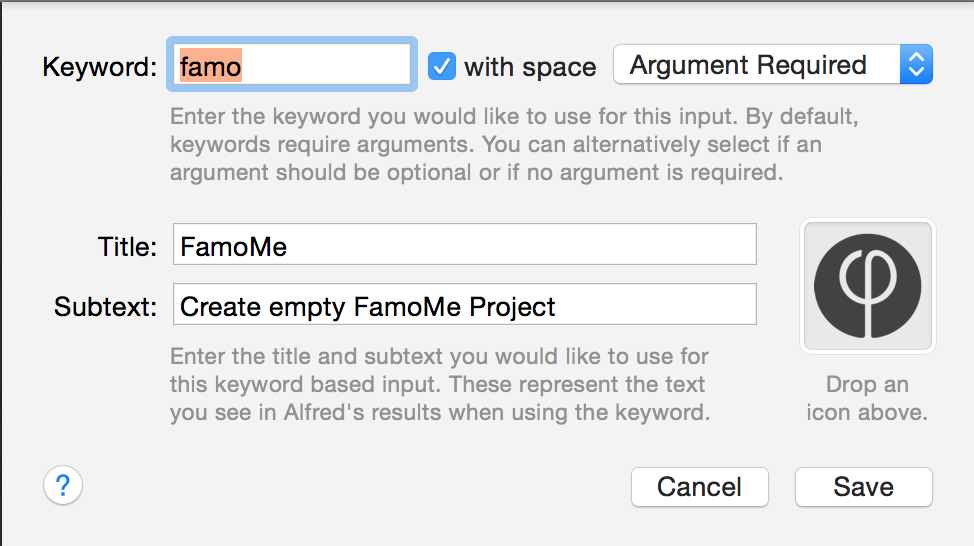 Keyword: famo with space Argument Required
Enter the keyword you would like to use for this input. By default,
keywords require arguments. You can alternatively select if an
argument should be optional or if no argument is required.
Title: FamoMe
Subtext: Create empty FamoMe Project
Enter the title and subtext you would like to use for
this keyword based input. These represent the text
you see in Alfred's results when using the keyword.
Drop an
icon above.
? Cancel Save